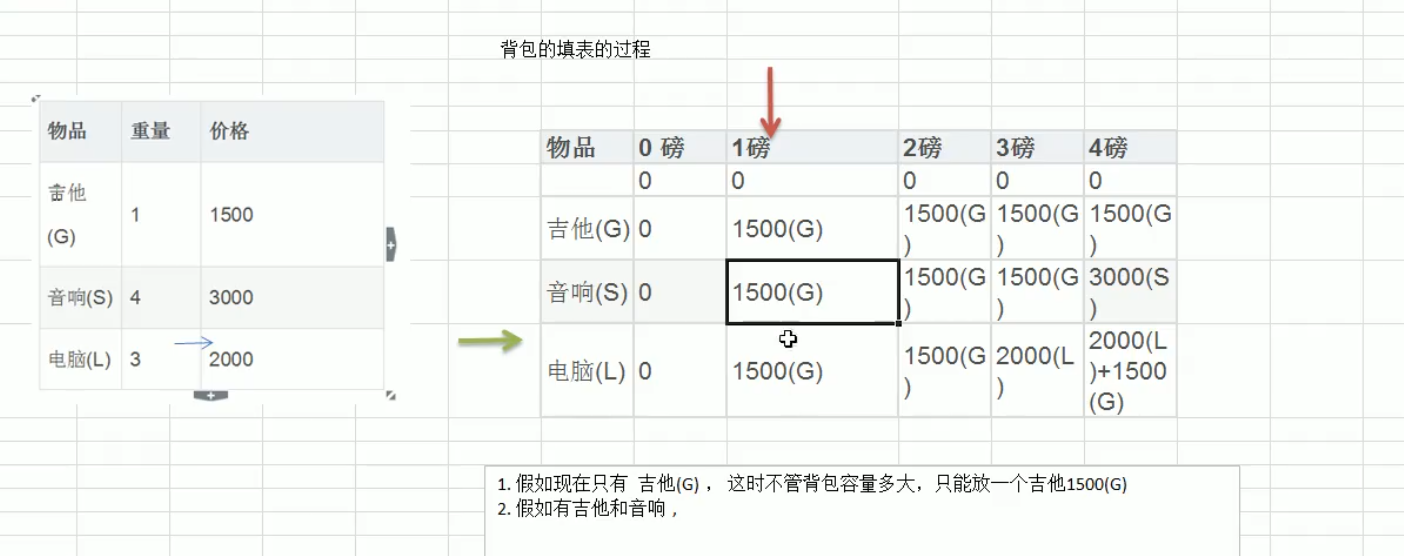 背包的填表的过程
物品 重量 价格
吉他
(G) 1 1500
音响(S) 4 3000
电脑(L) 3 2000
物品 0 磅 1磅 2磅 3磅 4磅
0 0 0 0 0
吉他(G) 0 1500(G) 1500(G) 1500(G) 1500(G)
音响(S) 0 1500(G) 1500(G) 1500(G) 3000(S)
电脑(L) 0 1500(G) 1500(G) 2000(L) 2000(L)+1500(G)
1. 假如现在只有 吉他(G) ， 这时不管背包容量多大，只能放一个吉他1500(G)
2. 假如有吉他和音响，